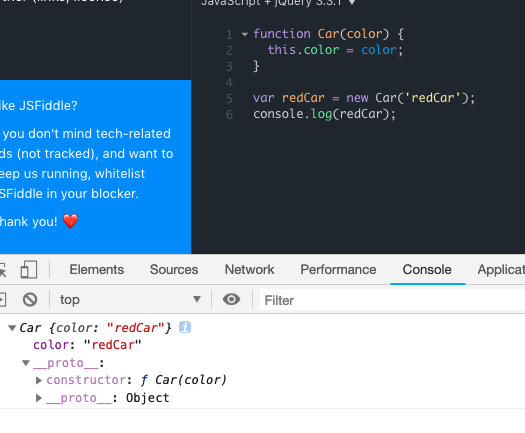 (links, license)
JavaScript + jQuery 3.3.1 ▼
1 function Car(color) {
2 this.color = color;
3 }
4
5 var redCar = new Car('redCar');
6 console.log(redCar);
ike JSFiddle?
you don't mind tech-related
ds (not tracked), and want to
eep us running, whitelist
SFiddle in your blocker.
hank you! ❤️
Elements Sources Network Performance Console Applicat
top ▼ Filter
▼Car {color: "redCar"} i
color: "redCar"
▼__proto__:
▶constructor: ƒ Car(color)
▶__proto__: Object